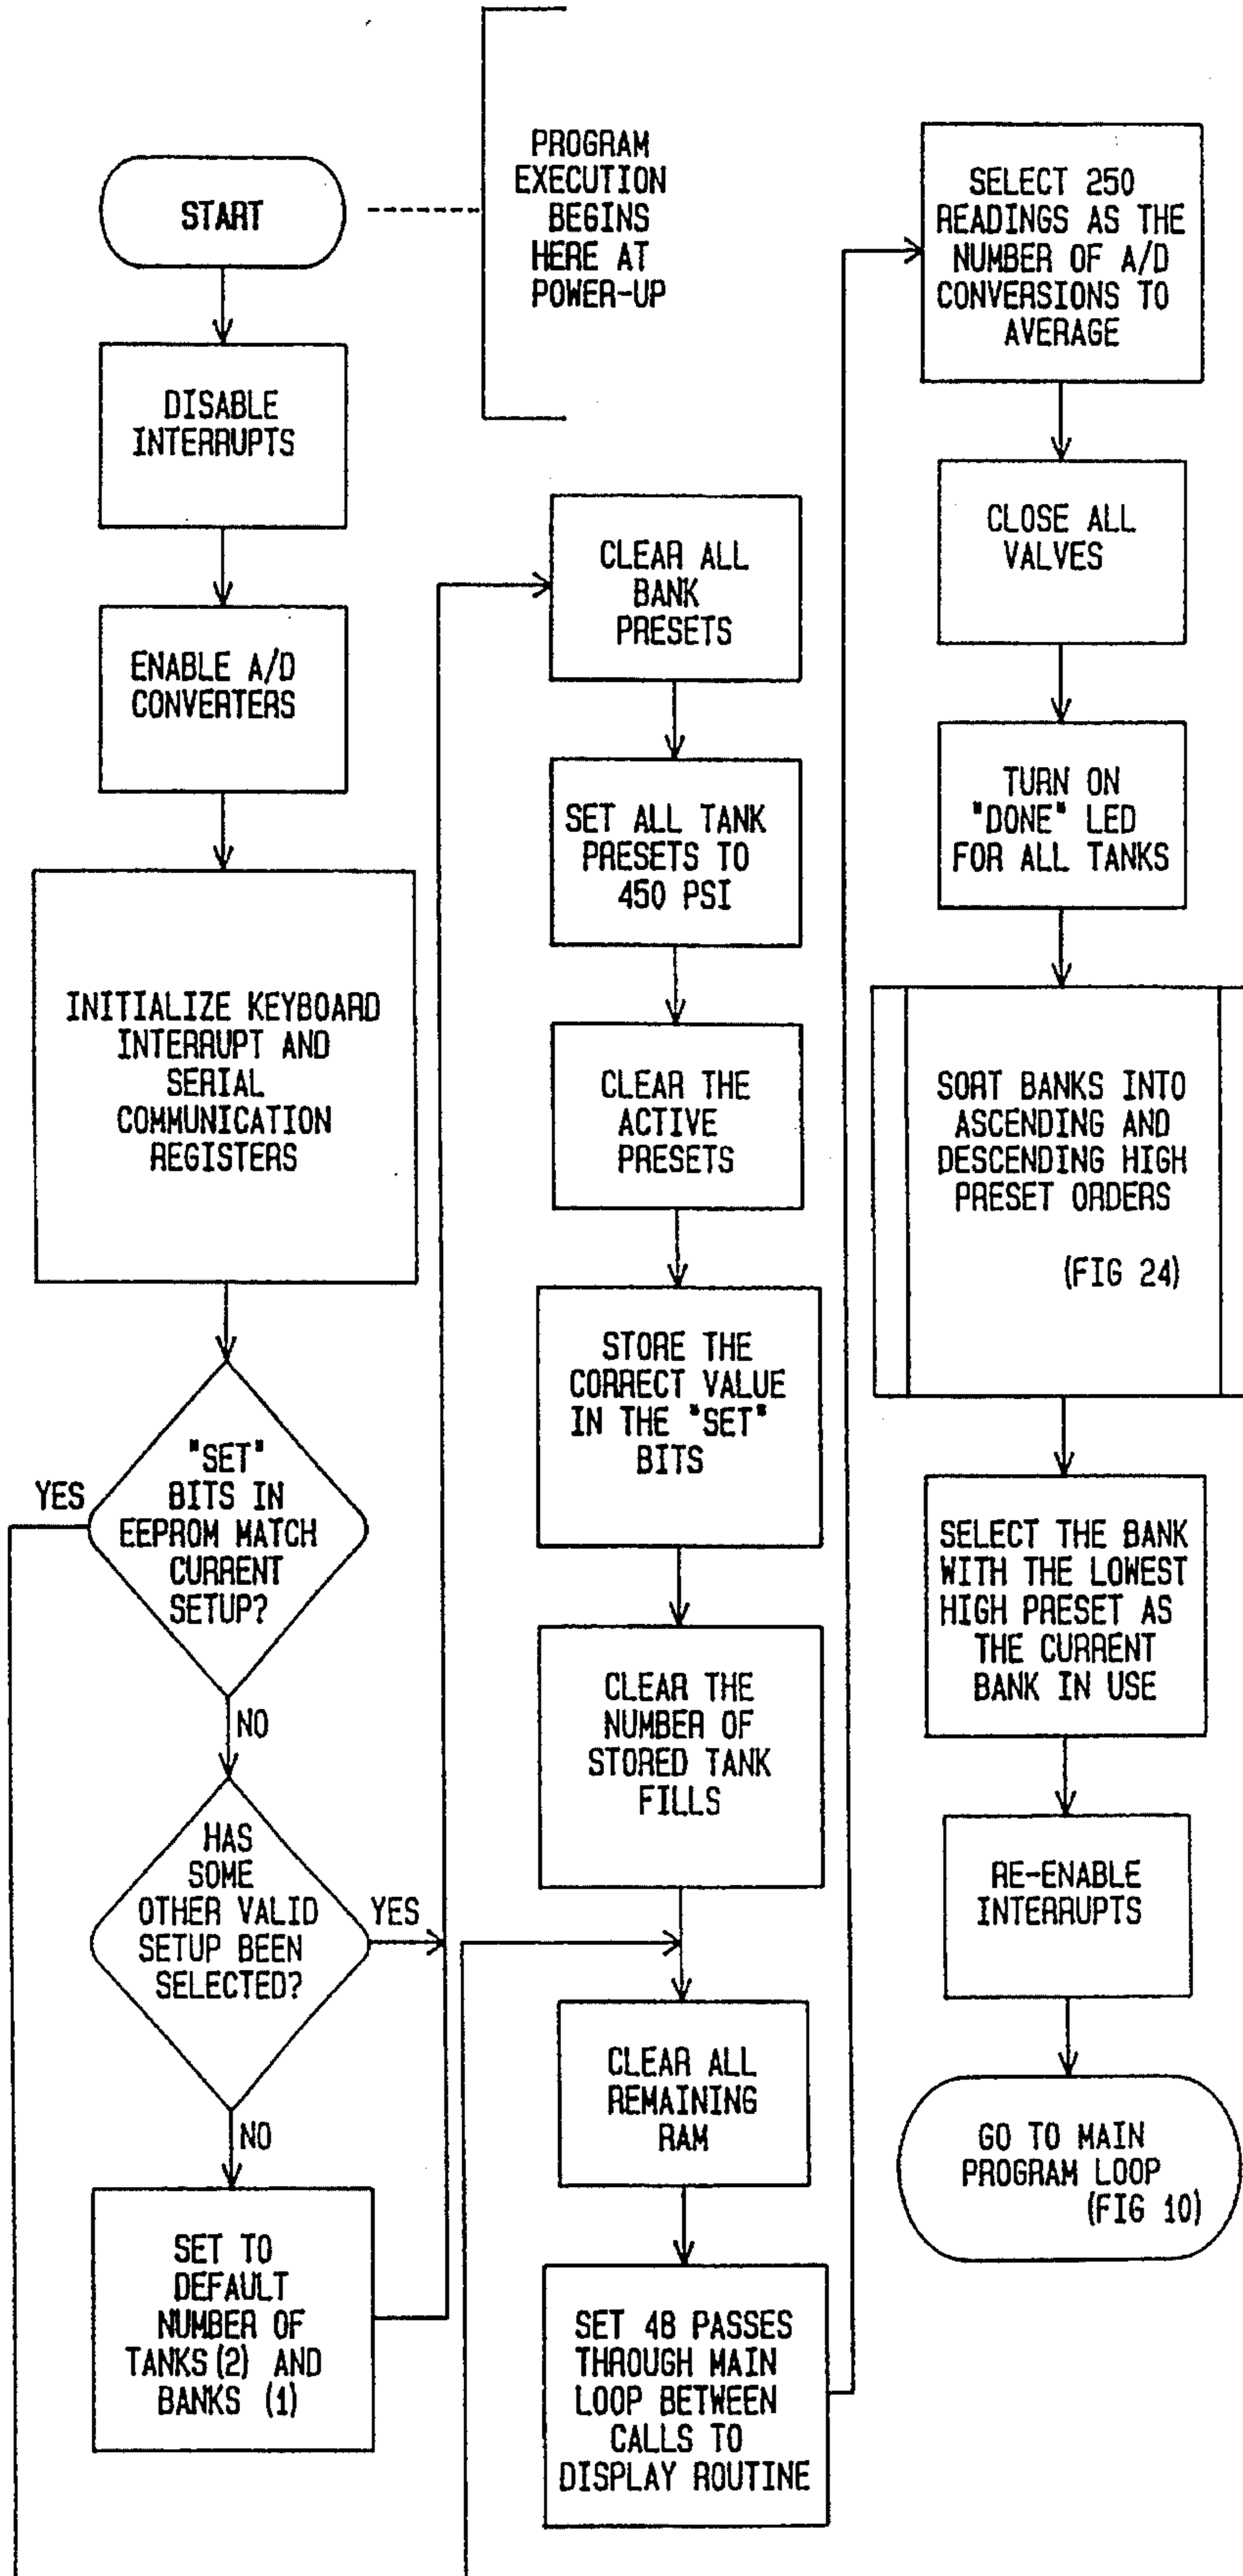 START
PROGRAM
EXECUTION
BEGINS
HERE AT
POWER-UP
DISABLE
INTERRUPTS
ENABLE A/D
CONVERTERS
INITIALIZE KEYBOARD
INTERRUPT AND
SERIAL
COMMUNICATION
REGISTERS
"SET"
BITS IN
EEPROM MATCH
CURRENT
SETUP?
YES
NO
HAS
SOME
OTHER VALID
SETUP BEEN
SELECTED?
YES
NO
SET TO
DEFAULT
NUMBER OF
TANKS (2) AND
BANKS (1)
CLEAR ALL
BANK
PRESETS
SET ALL TANK
PRESETS TO
450 PSI
CLEAR THE
ACTIVE
PRESETS
STORE THE
CORRECT VALUE
IN THE "SET"
BITS
CLEAR THE
NUMBER OF
STORED TANK
FILLS
CLEAR ALL
REMAINING
RAM
SET 48 PASSES
THROUGH MAIN
LOOP BETWEEN
CALLS TO
DISPLAY ROUTINE
SELECT 250
READINGS AS THE
NUMBER OF A/D
CONVERSIONS TO
AVERAGE
CLOSE ALL
VALVES
TURN ON
"DONE" LED
FOR ALL TANKS
SORT BANKS INTO
ASCENDING AND
DESCENDING HIGH
PRESET ORDERS
(FIG 24)
SELECT THE BANK
WITH THE LOWEST
HIGH PRESET AS
THE CURRENT
BANK IN USE
RE-ENABLE
INTERRUPTS
GO TO MAIN
PROGRAM LOOP
(FIG 10)